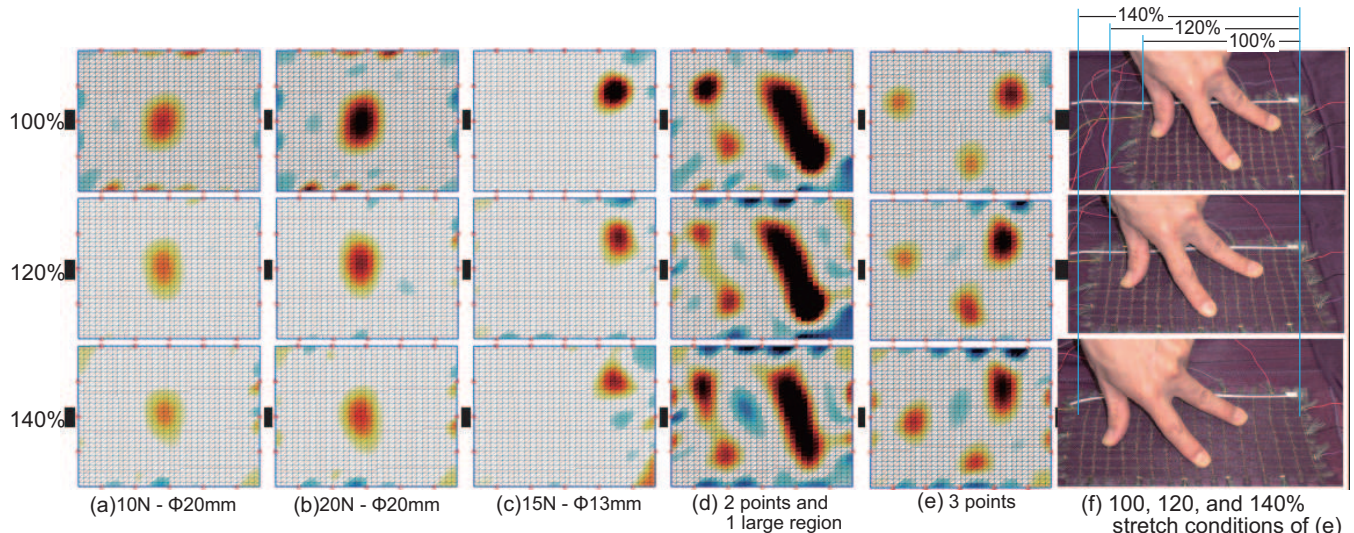 140%
120%
100%
100%
120%
140%
(a)10N - Φ20mm
(b)20N - Φ20mm
(c)15N - Φ13mm
(d) 2 points and
1 large region
(e) 3 points
(f) 100, 120, and 140%
stretch conditions of (e)